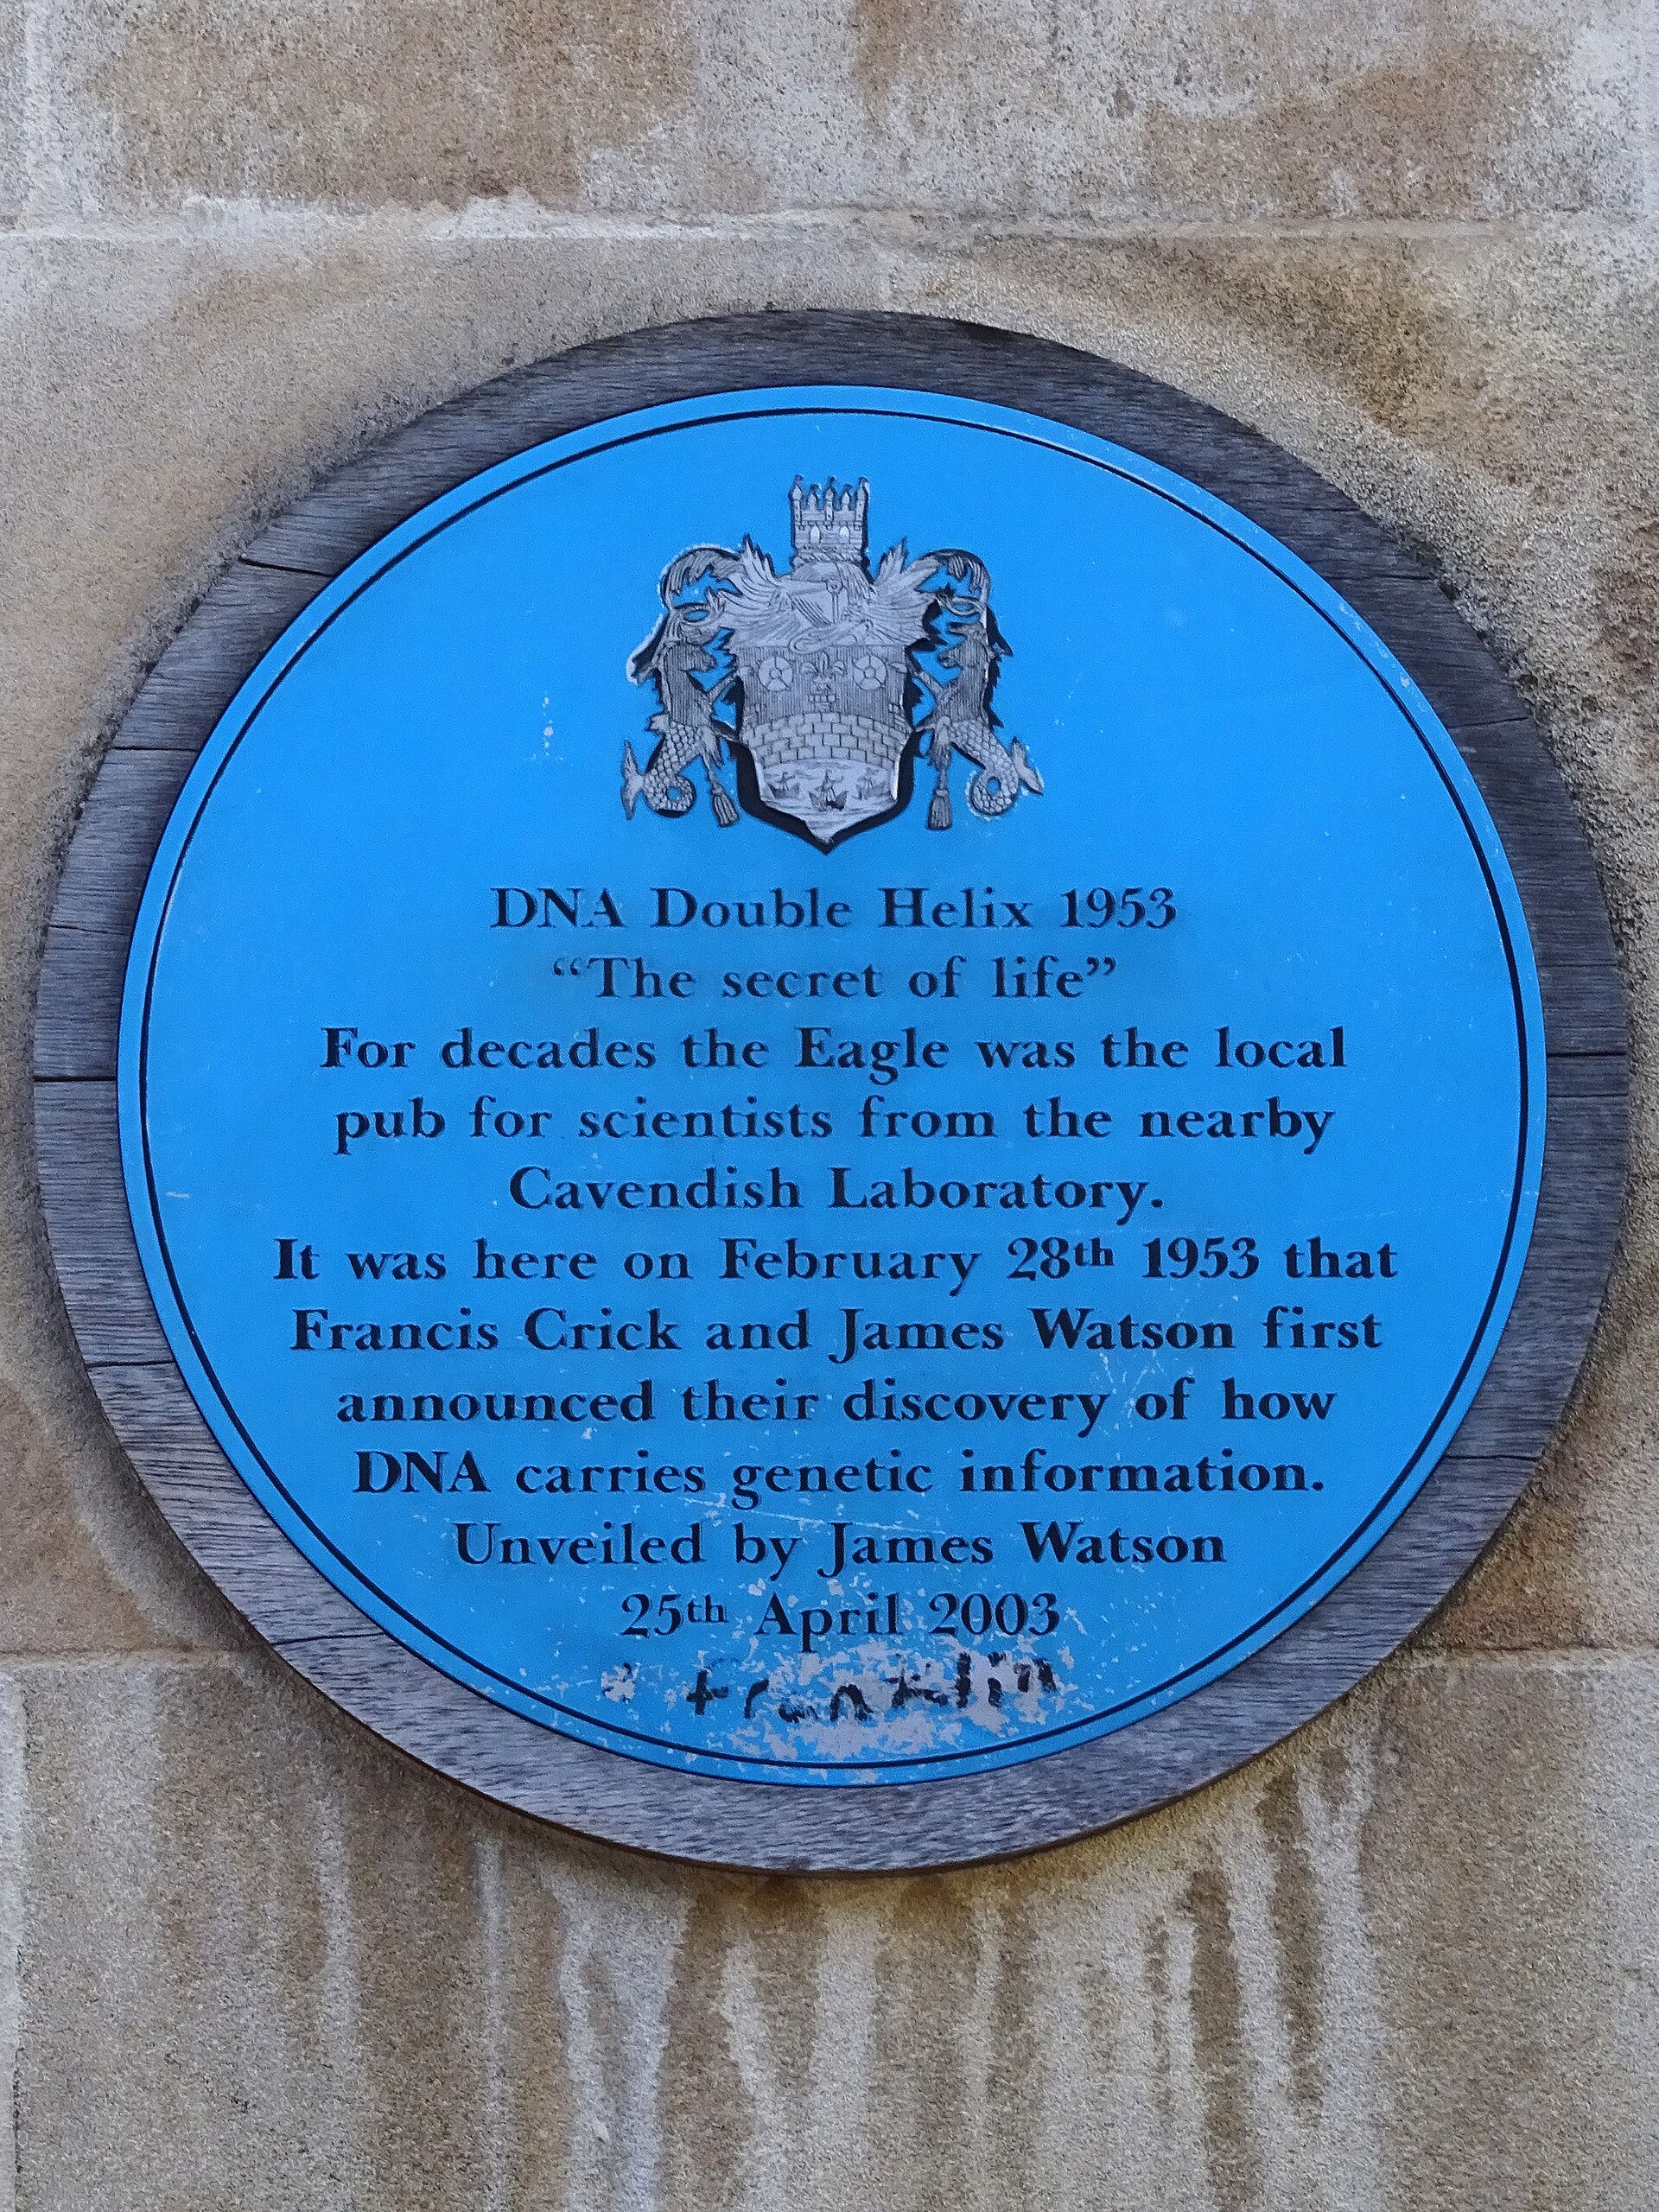 DNA Double Helix 1953
“The secret of life”
For decades the Eagle was the local
pub for scientists from the nearby
Cavendish Laboratory.
It was here on February 28th 1953 that
Francis Crick and James Watson first
announced their discovery of how
DNA carries genetic information.
Unveiled by James Watson
25th April 2003
+ franklin